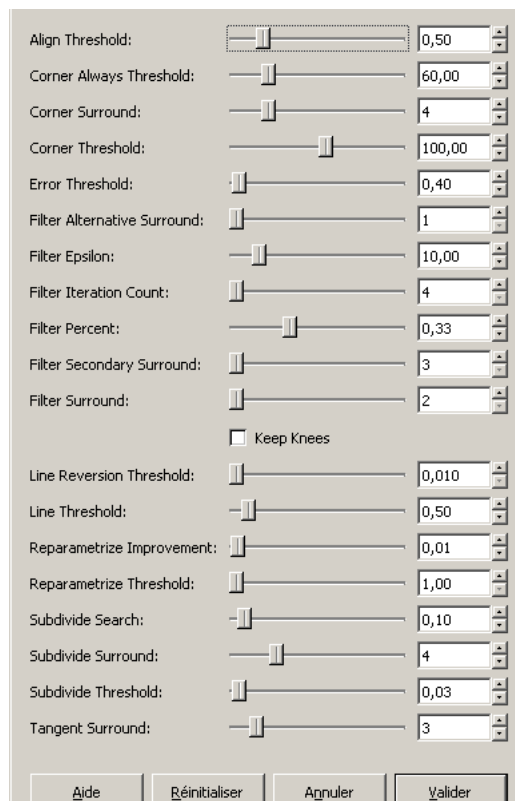 Align Threshold: 0,50
Corner Always Threshold: 60,00
Corner Surround: 4
Corner Threshold: 100,00
Error Threshold: 0,40
Filter Alternative Surround: 1
Filter Epsilon: 10,00
Filter Iteration Count: 4
Filter Percent: 0,33
Filter Secondary Surround: 3
Filter Surround: 2
Keep Knees
Line Reversion Threshold: 0,010
Line Threshold: 0,50
Reparametrize Improvement: 0,01
Reparametrize Threshold: 1,00
Subdivide Search: 0,10
Subdivide Surround: 4
Subdivide Threshold: 0,03
Tangent Surround: 3
Aide Réinitialiser Annuler Valider